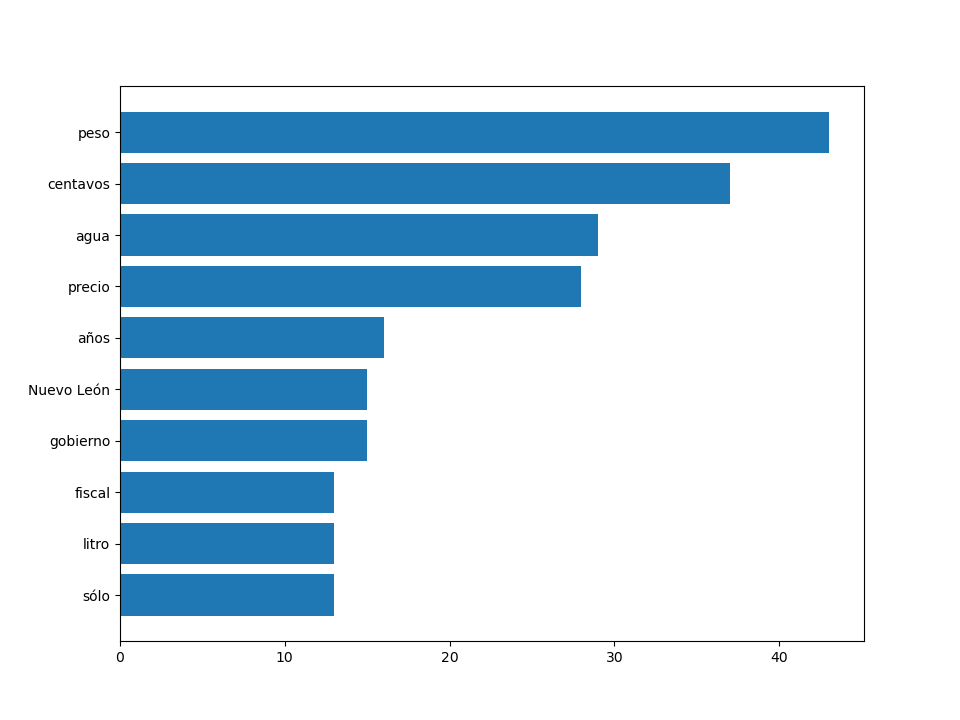 peso
centavos
agua
precio
años
Nuevo León
gobierno
fiscal
litro
sólo
0 10 20 30 40